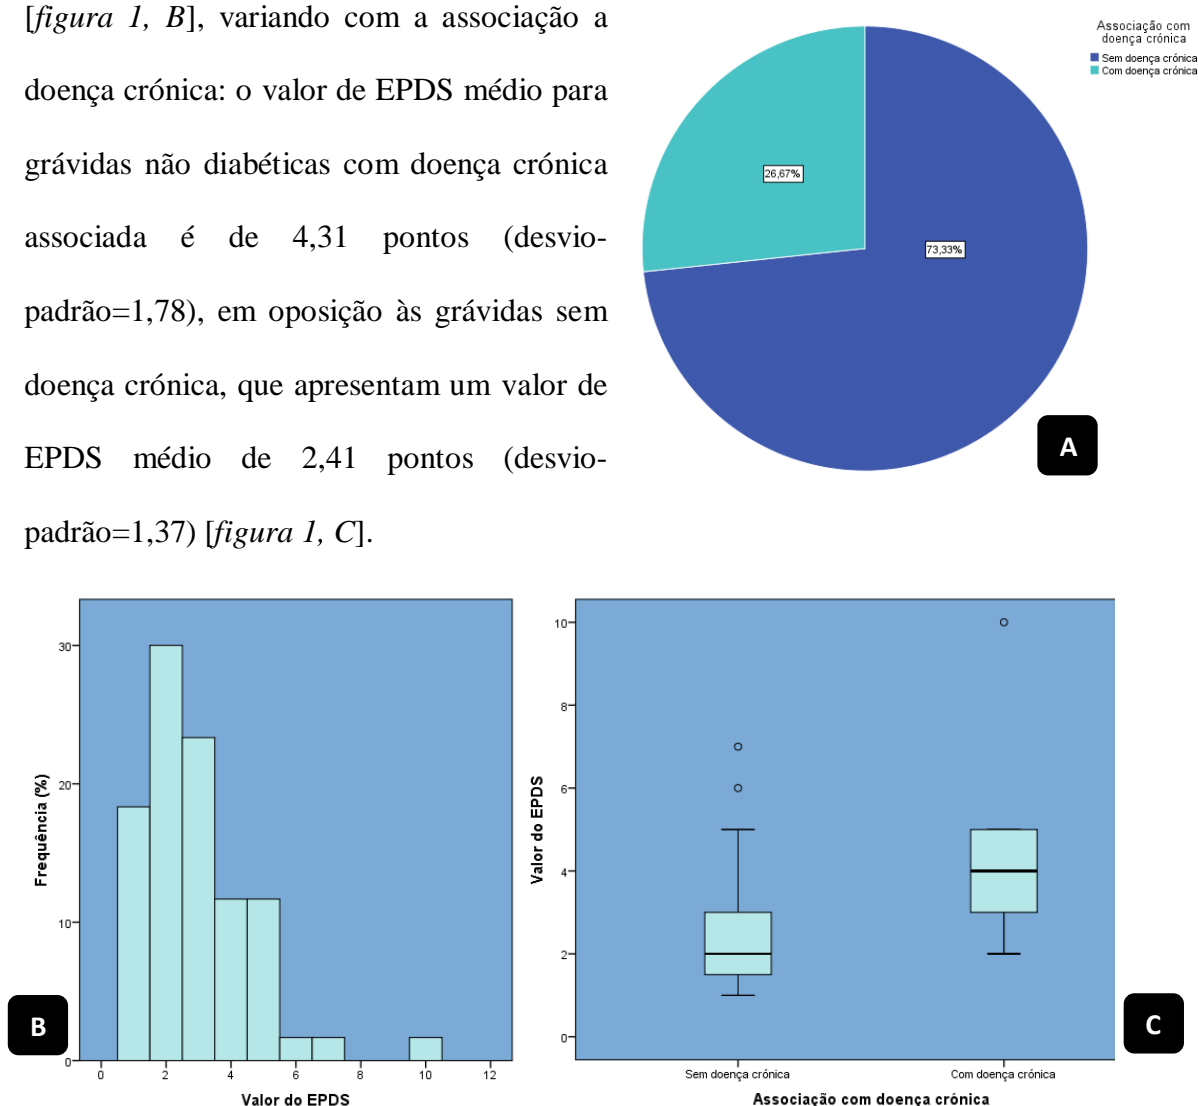 [figura 1, B], variando com a associação a
doença crónica: o valor de EPDS médio para
grávidas não diabéticas com doença crónica
associada é de 4,31 pontos (desvio-
padrão=1,78), em oposição às grávidas sem
doença crónica, que apresentam um valor de
EPDS médio de 2,41 pontos (desvio-
padrão=1,37) [figura 1, C].
Associação com
doença crónica
Sem doença crónica
Com doença crónica
26,67%
73,33%
A
30
20
10
0
Frequência (%)
0 2 4 6 8 10 12
Valor do EPDS
B
10
8
6
4
2
0
Valor do EPDS
Sem doença crónica
Com doença crónica
Associação com doença crónica
C